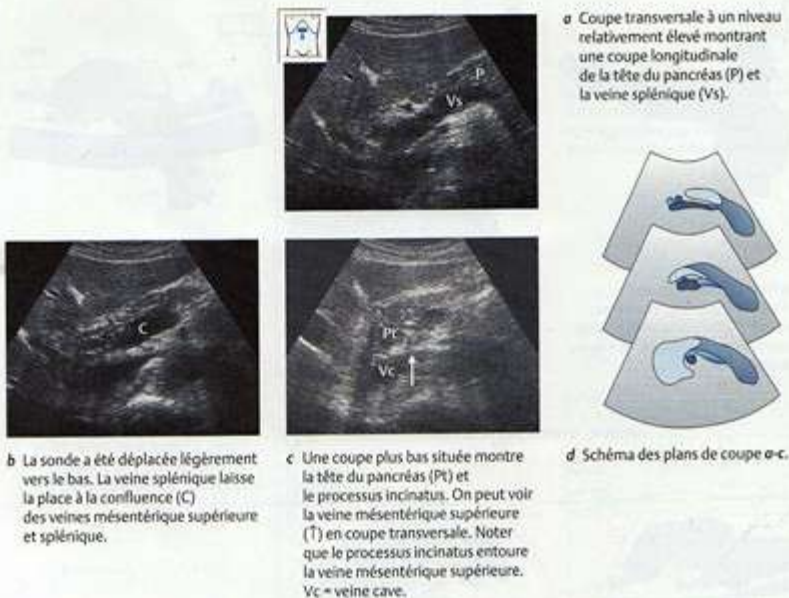 a Coupe transversale à un niveau
relativement élevé montrant
une coupe longitudinale
de la tête du pancréas (P) et
la veine splénique (Vs).
P
Vs
C
Pt
Vc
b La sonde a été déplacée légèrement
vers le bas. La veine splénique laisse
la place à la confluence (C)
des veines mésentérique supérieure
et splénique.
c Une coupe plus bas située montre
la tête du pancréas (Pt) et
le processus incinatus. On peut voir
la veine mésentérique supérieure
(↑) en coupe transversale. Noter
que le processus incinatus entoure
la veine mésentérique supérieure.
Vc = veine cave.
d Schéma des plans de coupe a-c.